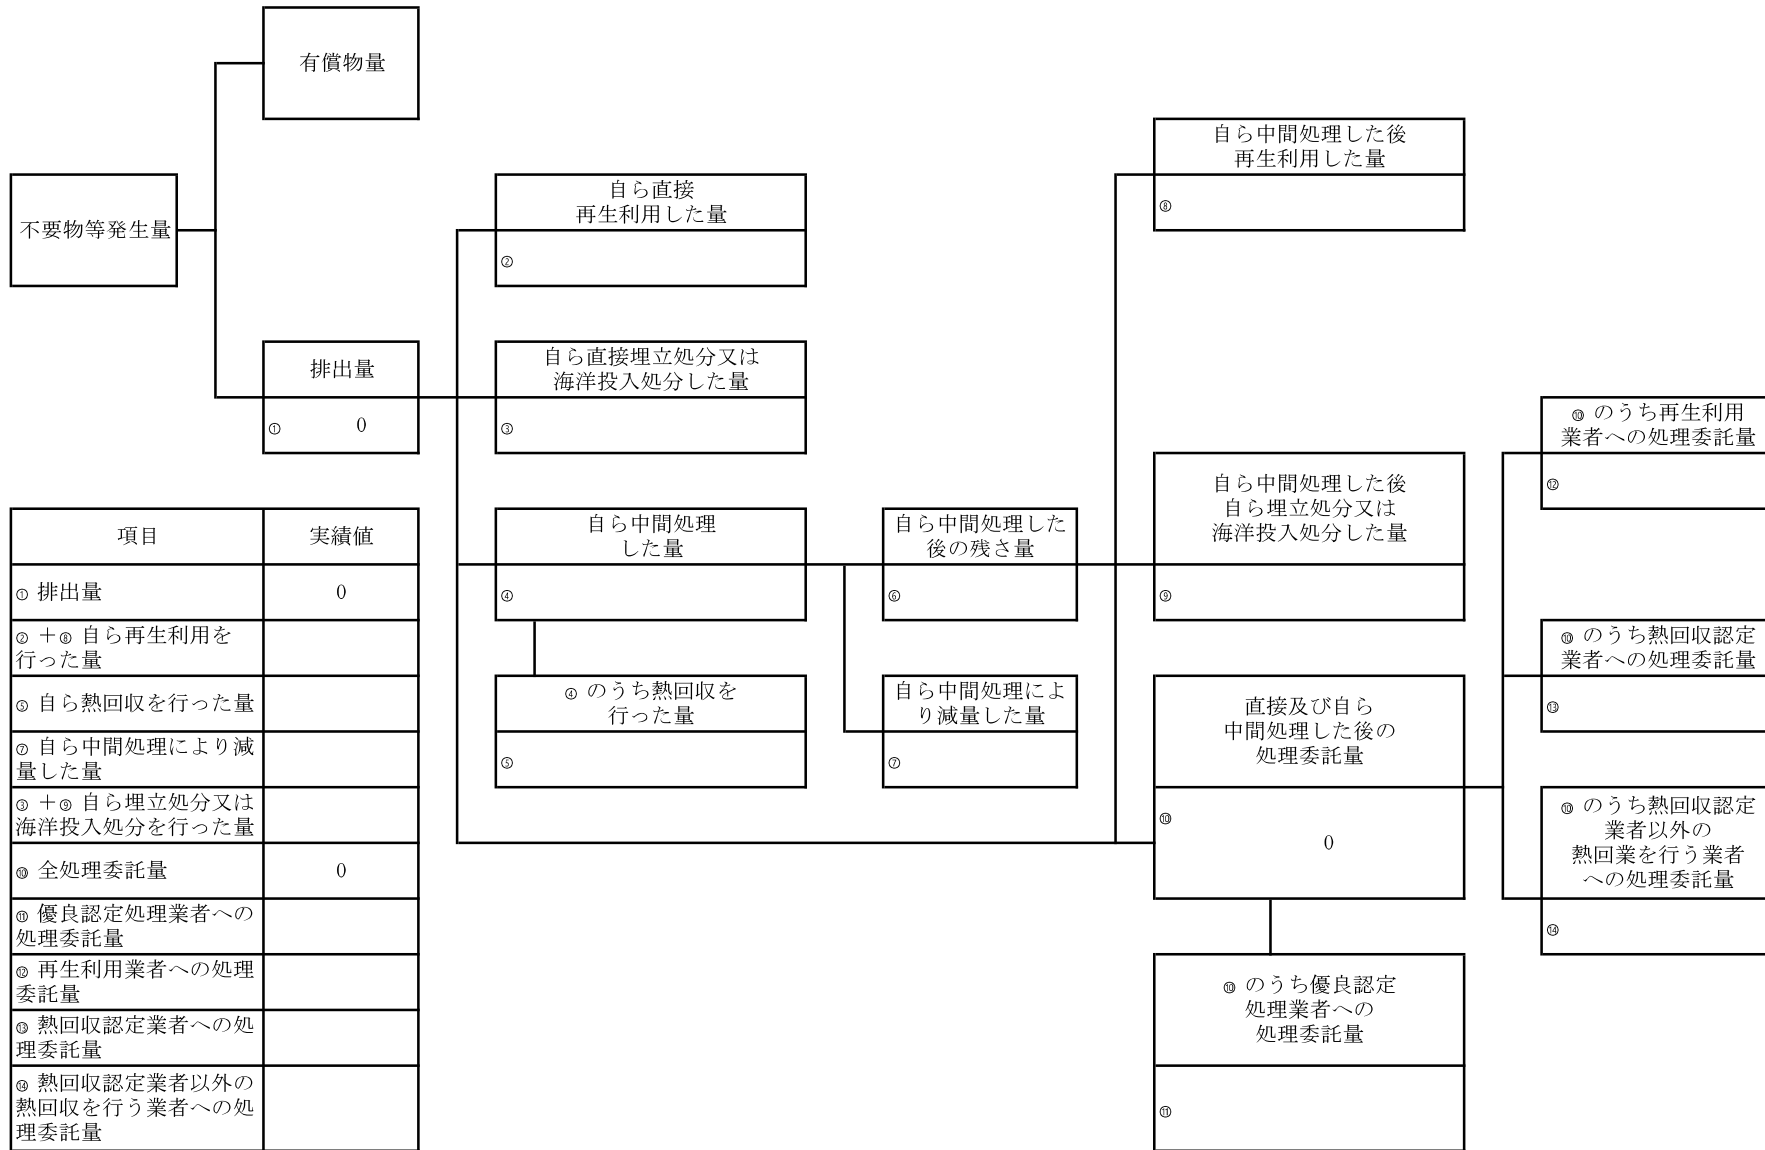 有償物量
不要物等発生量
排出量
① 0
自ら直接
再生利用した量
②
自ら直接埋立処分又は
海洋投入処分した量
③
自ら中間処理
した量
④
④ のうち熱回収を
行った量
⑤
自ら中間処理した
後の残さ量
⑥
自ら中間処理によ
り減量した量
⑦
自ら中間処理した後
再生利用した量
⑧
自ら中間処理した後
自ら埋立処分又は
海洋投入処分した量
⑨
直接及び自ら
中間処理した後の
処理委託量
⑩
0
⑩ のうち優良認定
処理業者への
処理委託量
⑪
⑩ のうち再生利用
業者への処理委託量
⑫
⑩ のうち熱回収認定
業者への処理委託量
⑬
⑩ のうち熱回収認定
業者以外の
熱回業を行う業者
への処理委託量
⑭
項目 実績値
① 排出量 0
② +⑧ 自ら再生利用を
行った量
⑤ 自ら熱回収を行った量
⑦ 自ら中間処理により減
量した量
③ +⑨ 自ら埋立処分又は
海洋投入処分を行った量
⑩ 全処理委託量 0
⑪ 優良認定処理業者への
処理委託量
⑫ 再生利用業者への処理
委託量
⑬ 熱回収認定業者への処
理委託量
⑭ 熱回収認定業者以外の
熱回収を行う業者への処
理委託量